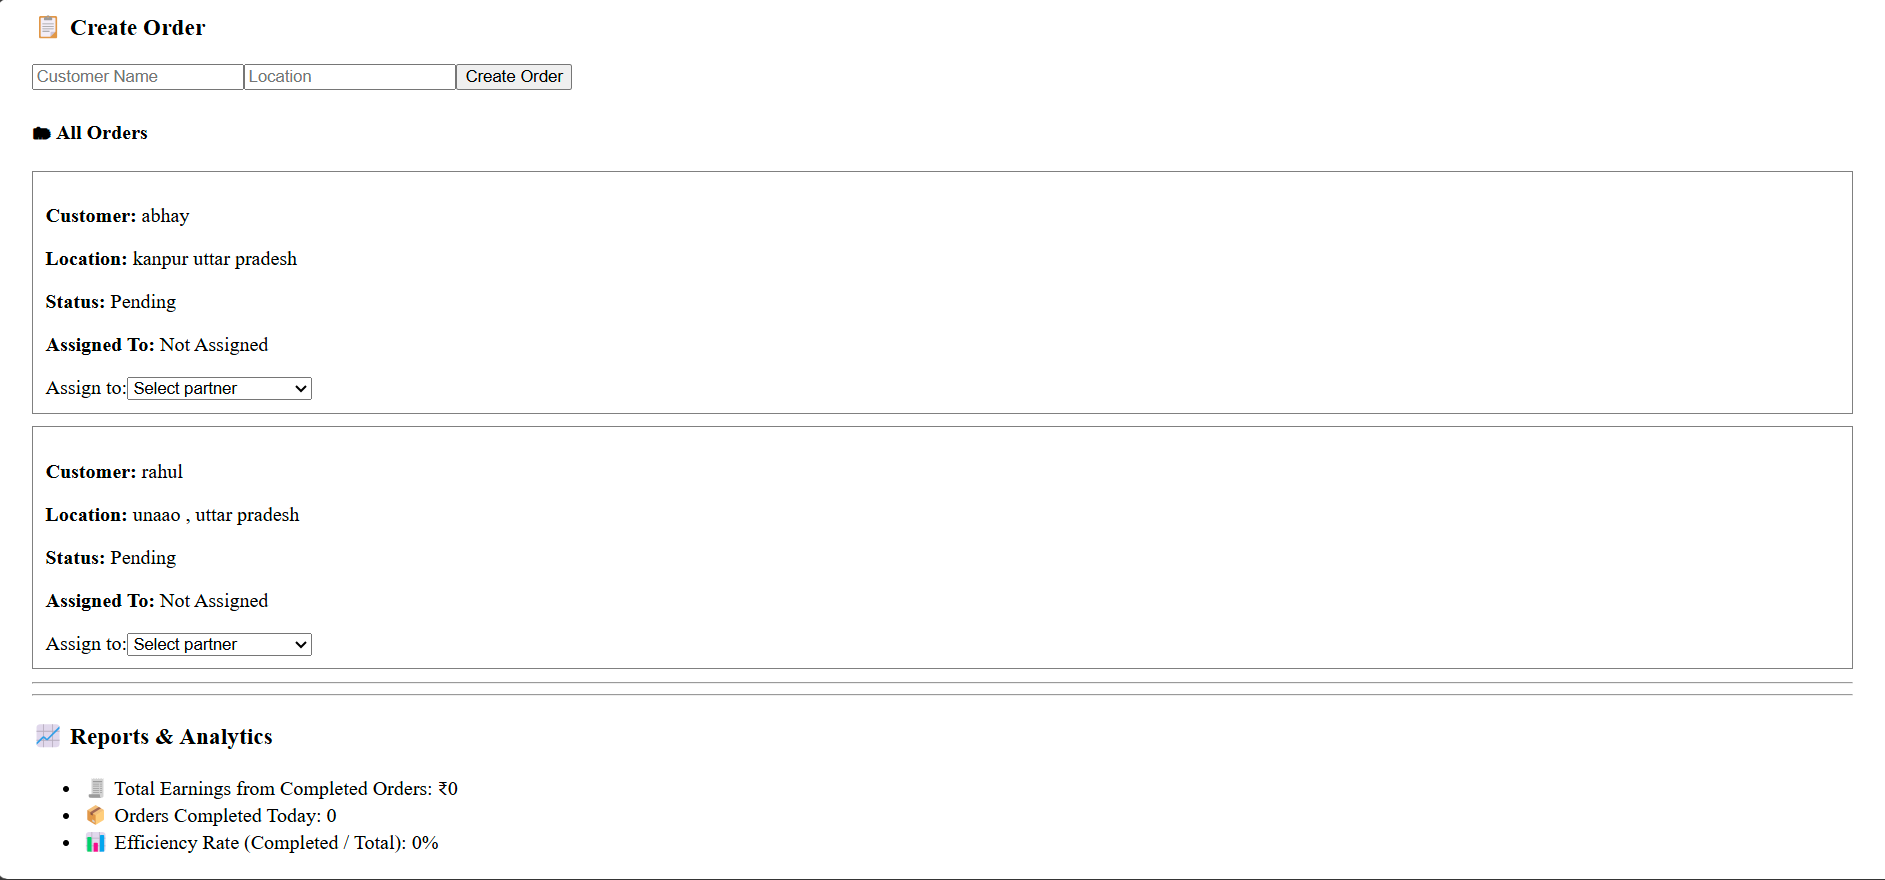 📋 Create Order
Customer Name Location Create Order
All Orders
Customer: abhay
Location: kanpur uttar pradesh
Status: Pending
Assigned To: Not Assigned
Assign to: Select partner
Customer: rahul
Location: unaao , uttar pradesh
Status: Pending
Assigned To: Not Assigned
Assign to: Select partner
📈 Reports & Analytics
• 🧾 Total Earnings from Completed Orders: ₹0
• 📦 Orders Completed Today: 0
• 📊 Efficiency Rate (Completed / Total): 0%